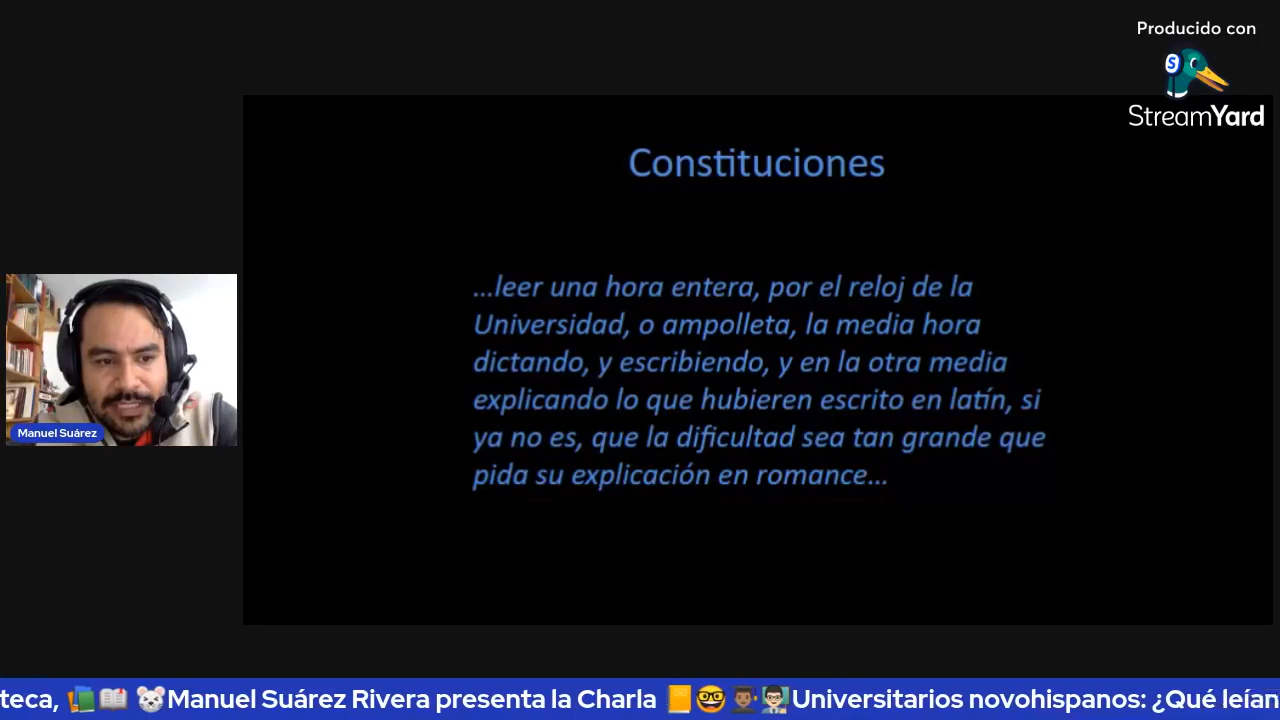 Producido con
StreamYard
Constituciones
...leer una hora entera, por el reloj de la
Universidad, o ampolleta, la media hora
dictando, y escribiendo, y en la otra media
explicando lo que hubieren escrito en latín, si
ya no es, que la dificultad sea tan grande que
pida su explicación en romance...
Manuel Suárez
teca, 📚📖 🐭Manuel Suárez Rivera presenta la Charla 📒🤓👨🏾‍🎓👨🏻‍🏫Universitarios novohispanos: ¿Qué leían